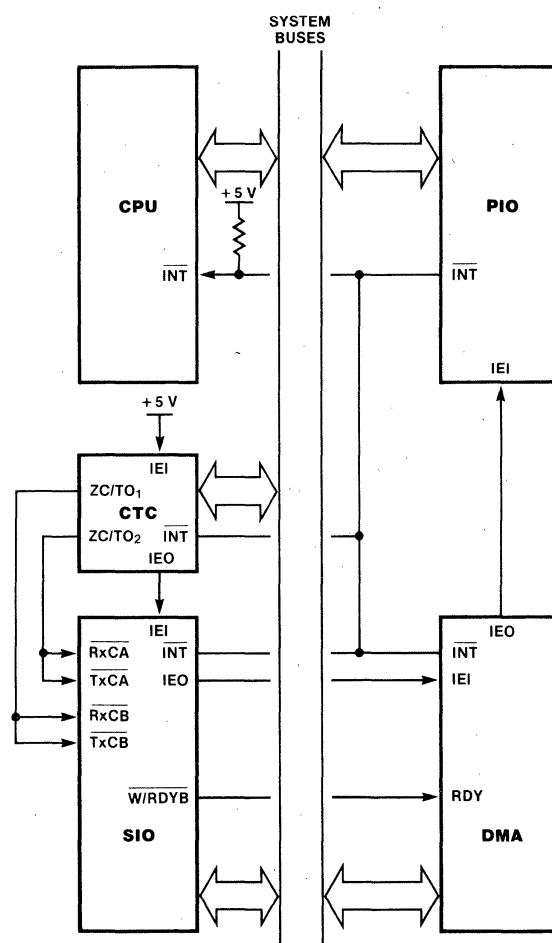 SYSTEM
BUSES
CPU
+5 V
INT
PIO
INT
IEI
+5 V
IEI
ZC/TO1
CTC
ZC/TO2
INT
IEO
IEI
RxCA
INT
TxCA
IEO
RxCB
TxCB
W/RDYB
SIO
IEO
INT
IEI
RDY
DMA